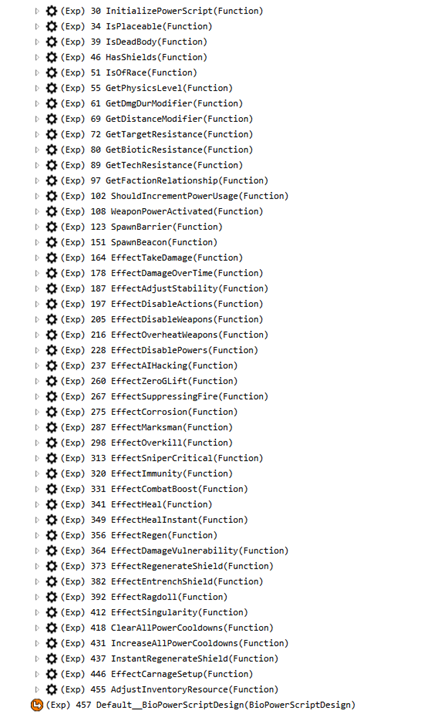 (Exp) 30 InitializePowerScript(Function)
(Exp) 34 IsPlaceable(Function)
(Exp) 39 IsDeadBody(Function)
(Exp) 46 HasShields(Function)
(Exp) 51 IsOfRace(Function)
(Exp) 55 GetPhysicsLevel(Function)
(Exp) 61 GetDmgDurModifier(Function)
(Exp) 69 GetDistanceModifier(Function)
(Exp) 72 GetTargetResistance(Function)
(Exp) 80 GetBioticResistance(Function)
(Exp) 89 GetTechResistance(Function)
(Exp) 97 GetFactionRelationship(Function)
(Exp) 102 ShouldIncrementPowerUsage(Function)
(Exp) 108 WeaponPowerActivated(Function)
(Exp) 123 SpawnBarrier(Function)
(Exp) 151 SpawnBeacon(Function)
(Exp) 164 EffectTakeDamage(Function)
(Exp) 178 EffectDamageOverTime(Function)
(Exp) 187 EffectAdjustStability(Function)
(Exp) 197 EffectDisableActions(Function)
(Exp) 205 EffectDisableWeapons(Function)
(Exp) 216 EffectOverheatWeapons(Function)
(Exp) 228 EffectDisablePowers(Function)
(Exp) 237 EffectAIHacking(Function)
(Exp) 260 EffectZeroGLift(Function)
(Exp) 267 EffectSuppressingFire(Function)
(Exp) 275 EffectCorrosion(Function)
(Exp) 287 EffectMarksman(Function)
(Exp) 298 EffectOverkill(Function)
(Exp) 313 EffectSniperCritical(Function)
(Exp) 320 EffectImmunity(Function)
(Exp) 331 EffectCombatBoost(Function)
(Exp) 341 EffectHeal(Function)
(Exp) 349 EffectHealInstant(Function)
(Exp) 356 EffectRegen(Function)
(Exp) 364 EffectDamageVulnerability(Function)
(Exp) 373 EffectRegenerateShield(Function)
(Exp) 382 EffectEntrenchShield(Function)
(Exp) 392 EffectRagdoll(Function)
(Exp) 412 EffectSingularity(Function)
(Exp) 418 ClearAllPowerCooldowns(Function)
(Exp) 431 IncreaseAllPowerCooldowns(Function)
(Exp) 437 InstantRegenerateShield(Function)
(Exp) 446 EffectCarnageSetup(Function)
(Exp) 455 AdjustInventoryResource(Function)
(Exp) 457 Default__BioPowerScriptDesign(BioPowerScriptDesign)